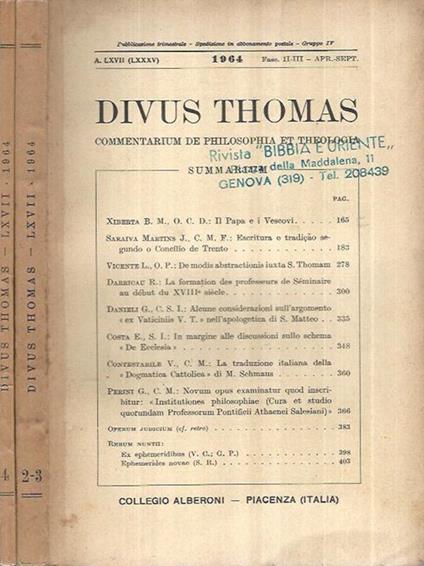 Pubblicazione trimestrale - Spedizione in abbonamento postale - Gruppo IV
A. LXVII (LXXXV) 1964 Fasc. II-III - APR.-SEPT.
DIVUS THOMAS
COMMENTARIUM DE PHILOSOPHIA ET THEOLOGIA
Rivista "BIBBIA E ORIENTE"
della Maddalena, 11
GENOVA (319) - Tel. 208439
SUMMARIUM
PAG.
XIBERTA B. M., O. C. D.: Il Papa e i Vescovi . . . . . 165
SARAIVA MARTINS J., C. M. F.: Escritura e tradição se-
gundo o Concílio de Trento . . . . . 183
VICENTE L., O. P.: De modis abstractionis iuxta S. Thomam 278
DARRICAU R.: La formation des professeurs de Séminaire
au début du XVIIIe siècle . . . . . 300
DANIELI G., C. S. I.: Alcune considerazioni sull'argomento
« ex Vaticiniis V. T. » nell'apologetica di S. Matteo . . 335
COSTA E., S. I.: In margine alle discussioni sullo schema
« De Ecclesia » . . . . . 348
CONTESTABILE V., C. M.: La traduzione italiana della
« Dogmatica Cattolica » di M. Schmaus . . . . . 360
PERINI G., C. M.: Novum opus examinatur quod inscri-
bitur: « Institutiones philosophiae (Cura et studio
quorundam Professorum Pontificii Athenaei Salesiani) » 366
OPERUM JUDICIUM (cf. retro) . . . . . 383
RERUM NUNTII:
Ex ephemeridibus (V. C.; G. P.) . . . . . 398
Ephemerides novae (S. R.) . . . . . 403
COLLEGIO ALBERONI — PIACENZA (ITALIA)
DIVUS THOMAS — LXVII - 1964
2-3
DIVUS THOMAS — LXVII - 1964
4